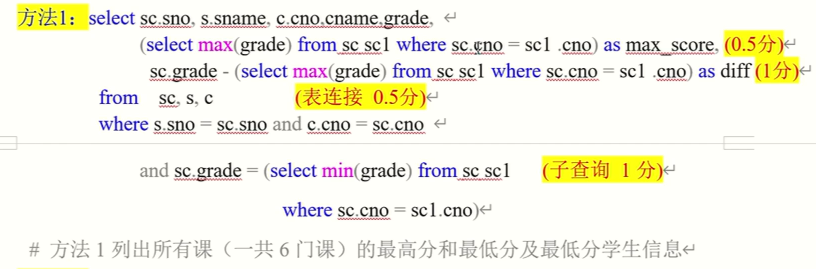 方法1：select sc.sno, s.sname, c.cno,cname,grade,
(select max(grade) from sc sc1 where sc.cno = sc1 .cno) as max_score, (0.5分)
sc.grade - (select max(grade) from sc sc1 where sc.cno = sc1 .cno) as diff (1分)
from sc, s, c (表连接 0.5分)
where s.sno = sc.sno and c.cno = sc.cno
and sc.grade = (select min(grade) from sc sc1 (子查询 1 分)
where sc.cno = sc1.cno)
# 方法 1 列出所有课（一共 6 门课）的最高分和最低分及最低分学生信息